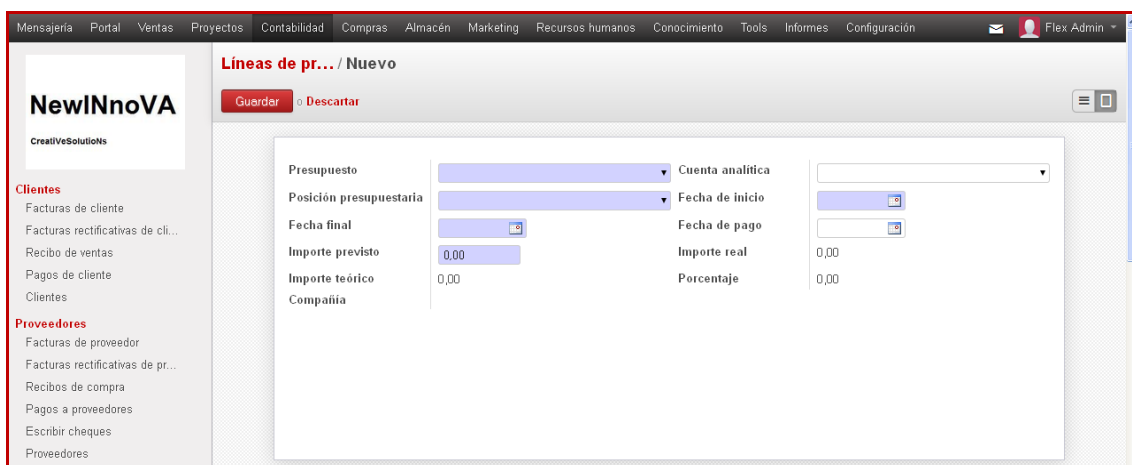 Mensajería Portal Ventas Proyectos Contabilidad Compras Almacén Marketing Recursos humanos Conocimiento Tools Informes Configuración Flex Admin
NewINnoVA
CreatiVeSolutioNs
Clientes
Facturas de cliente
Facturas rectificativas de cli...
Recibo de ventas
Pagos de cliente
Clientes
Proveedores
Facturas de proveedor
Facturas rectificativas de pr...
Recibos de compra
Pagos a proveedores
Escribir cheques
Proveedores
Líneas de pr... / Nuevo
Guardar o Descartar
Presupuesto Cuenta analítica
Posición presupuestaria Fecha de inicio
Fecha final Fecha de pago
Importe previsto 0,00 Importe real 0,00
Importe teórico 0,00 Porcentaje 0,00
Compañía